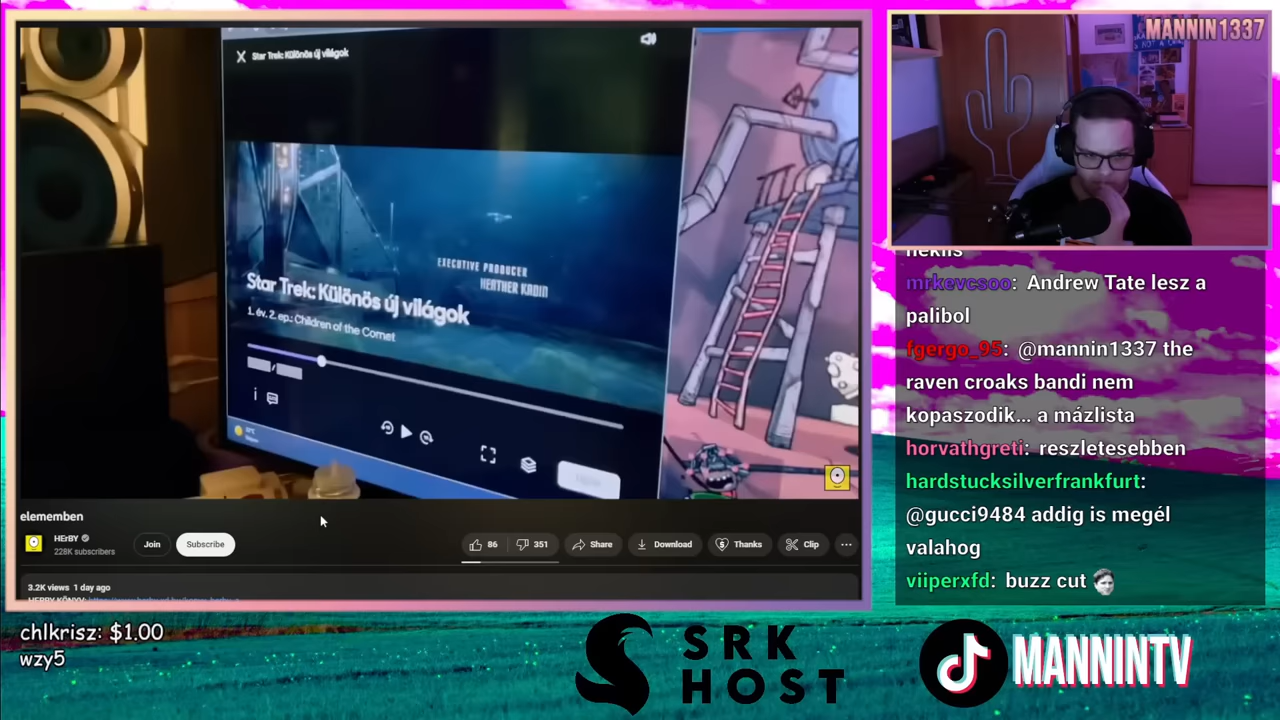 Star Trek: Különös új világok
EXECUTIVE PRODUCER
HEATHER KADIN
Star Trek: Különös új világok
1. év. 2. ep.: Children of the Comet
elememben
HErBY
228K subscribers
Join
Subscribe
86
351
Share
Download
Thanks
Clip
3.2K views 1 day ago
MANNIN1337
mrkevcsoo: Andrew Tate lesz a
palibol
fgergo_95: @mannin1337 the
raven croaks bandi nem
kopaszodik... a mázlista
horvathgreti: reszletesebben
hardstucksilverfrankfurt:
@gucci9484 addig is megél
valahog
viiperxfd: buzz cut
chlkrisz: $1.00
wzy5
SRK
HOST
MANNINTV